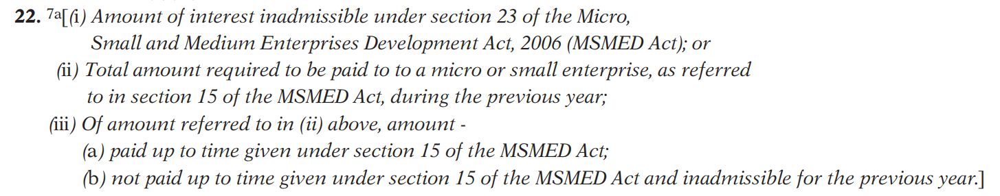 22. 7a[(i) Amount of interest inadmissible under section 23 of the Micro,
Small and Medium Enterprises Development Act, 2006 (MSMED Act); or
(ii) Total amount required to be paid to to a micro or small enterprise, as referred
to in section 15 of the MSMED Act, during the previous year;
(iii) Of amount referred to in (ii) above, amount -
(a) paid up to time given under section 15 of the MSMED Act;
(b) not paid up to time given under section 15 of the MSMED Act and inadmissible for the previous year.]